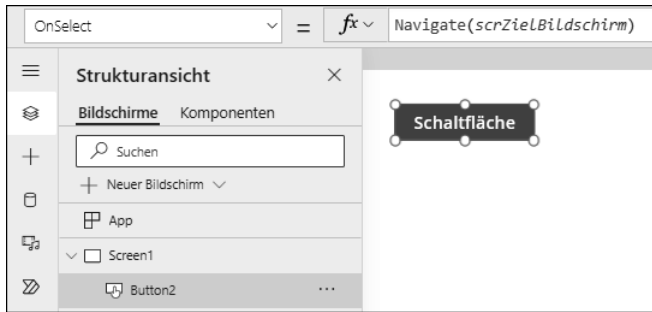 OnSelect = fx Navigate(scrZielBildschirm)
Strukturansicht
Bildschirme Komponenten
Suchen
Neuer Bildschirm
App
Screen1
Button2 ...
Schaltfläche